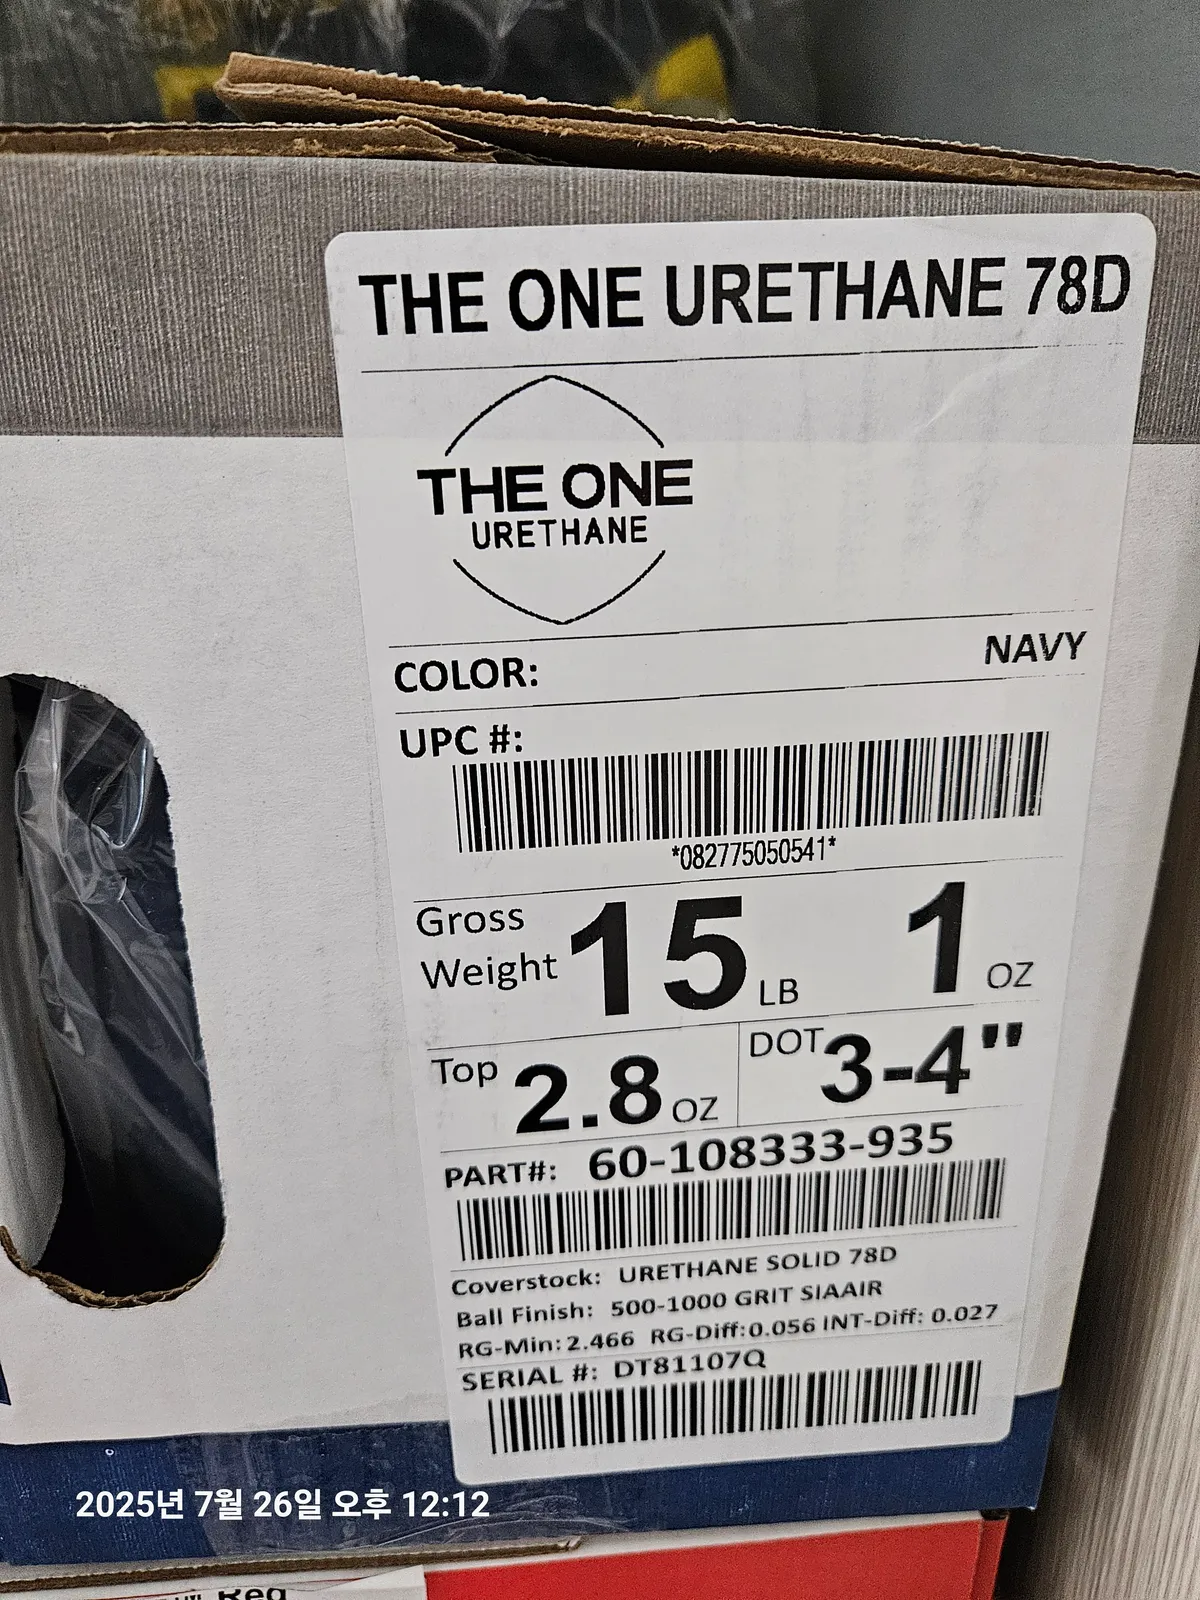 THE ONE URETHANE 78D
THE ONE
URETHANE
COLOR: NAVY
UPC #:
*082775050541*
Gross Weight 15 LB 1 OZ
Top 2.8 OZ DOT 3-4"
PART#: 60-108333-935
Coverstock: URETHANE SOLID 78D
Ball Finish: 500-1000 GRIT SIAAIR
RG-Min: 2.466 RG-Diff: 0.056 INT-Diff: 0.027
SERIAL #: DT81107Q
2025년 7월 26일 오후 12:12
Red